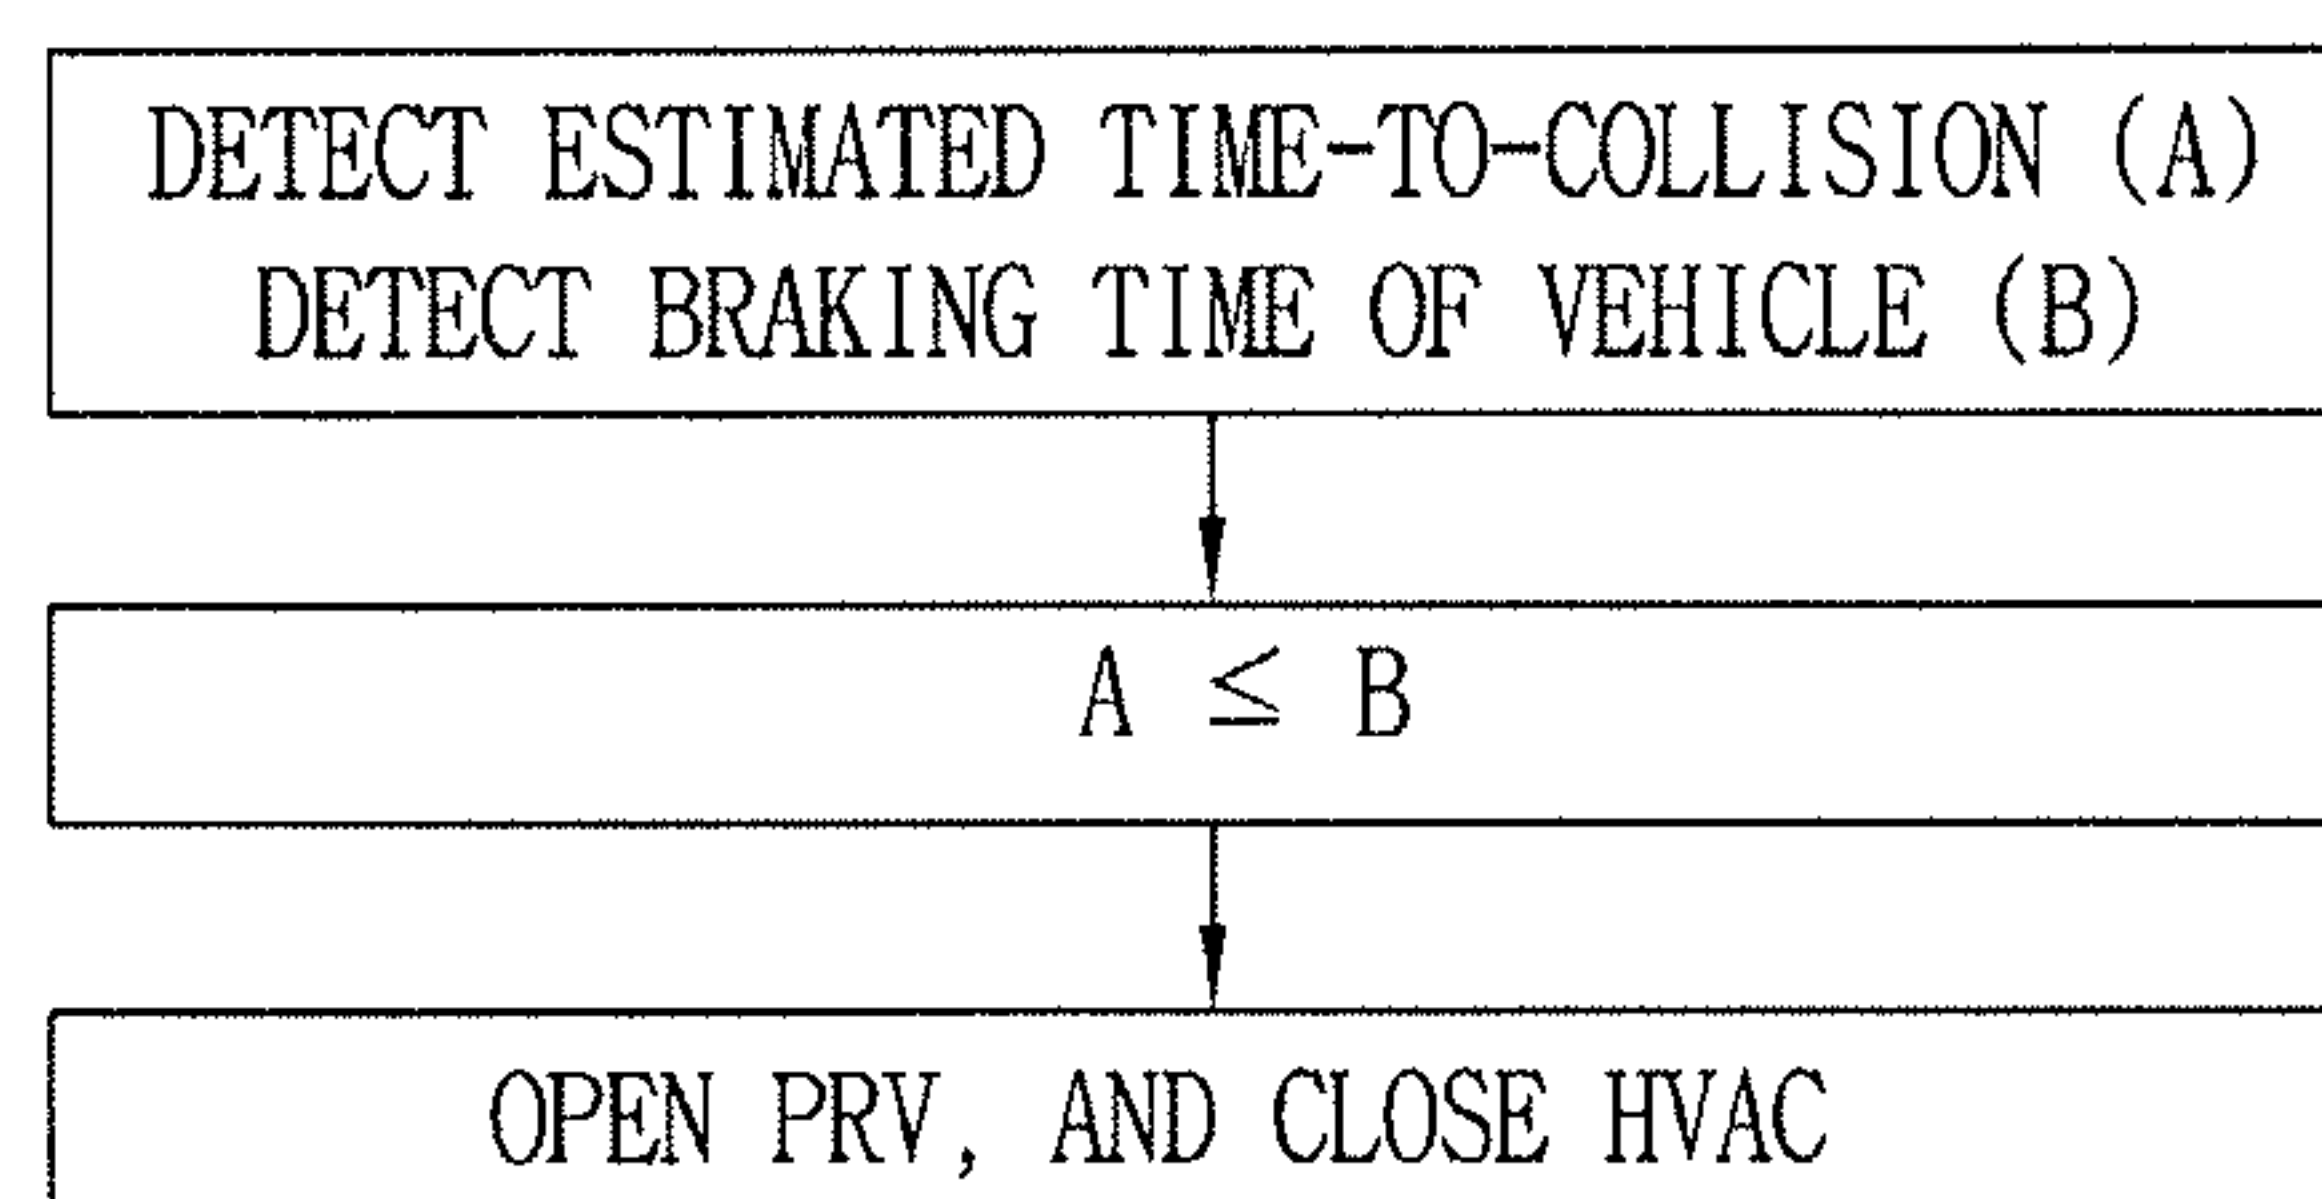 DETECT ESTIMATED TIME-TO-COLLISION (A)
DETECT BRAKING TIME OF VEHICLE (B)
A ≤ B
OPEN PRV, AND CLOSE HVAC